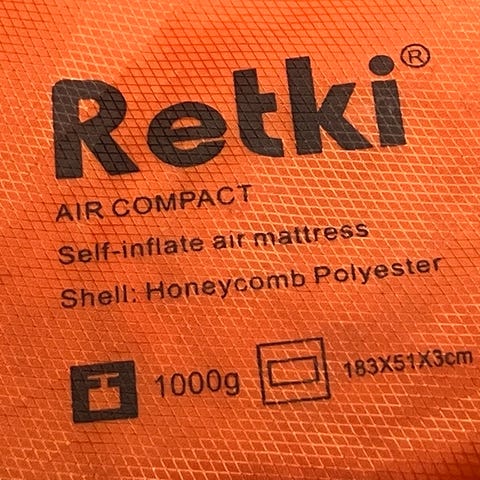 Retki®
AIR COMPACT
Self-inflate air mattress
Shell: Honeycomb Polyester
1000g 183X51X3cm